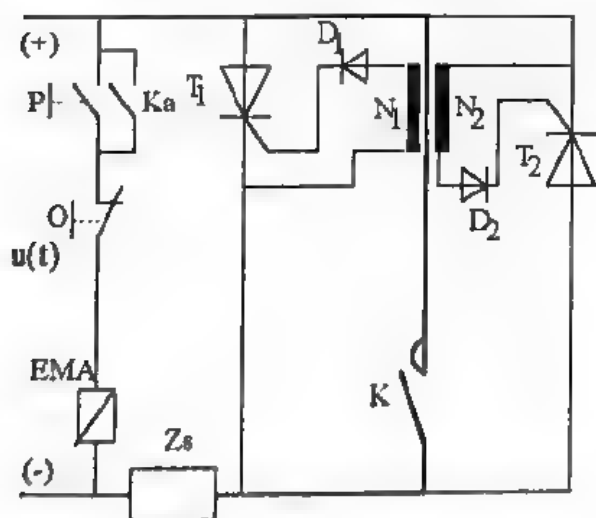 (+)
D1
T1
P
Ka
N1
N2
T2
O
D2
u(t)
EMA
K
Zs
(-)